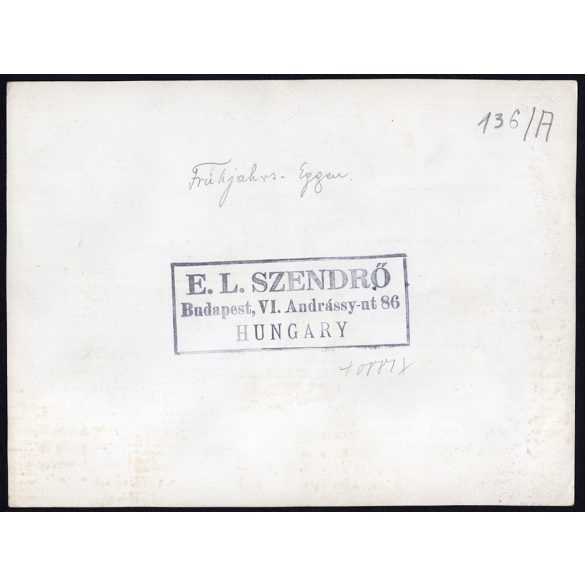 136/A
Frühjahrs-Eggen.
E. L. SZENDRŐ
Budapest, VI. Andrássy-ut 86
HUNGARY